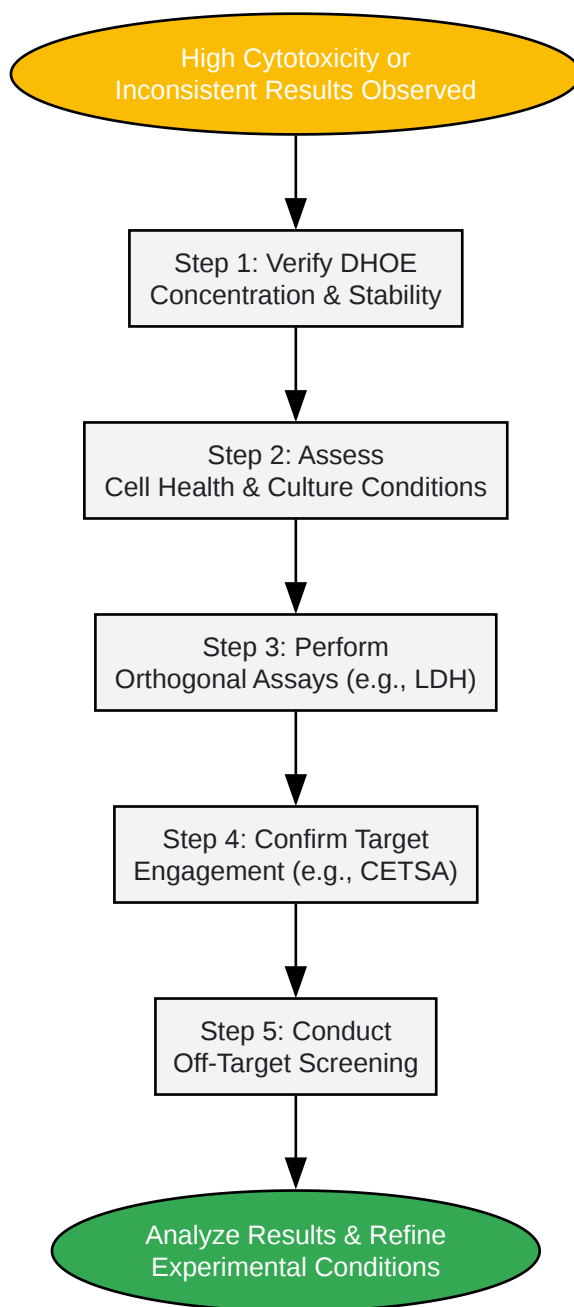 High Cytotoxicity or
Inconsistent Results Observed
Step 1: Verify DHOE
Concentration & Stability
Step 2: Assess
Cell Health & Culture Conditions
Step 3: Perform
Orthogonal Assays (e.g., LDH)
Step 4: Confirm Target
Engagement (e.g., CETSA)
Step 5: Conduct
Off-Target Screening
Analyze Results & Refine
Experimental Conditions